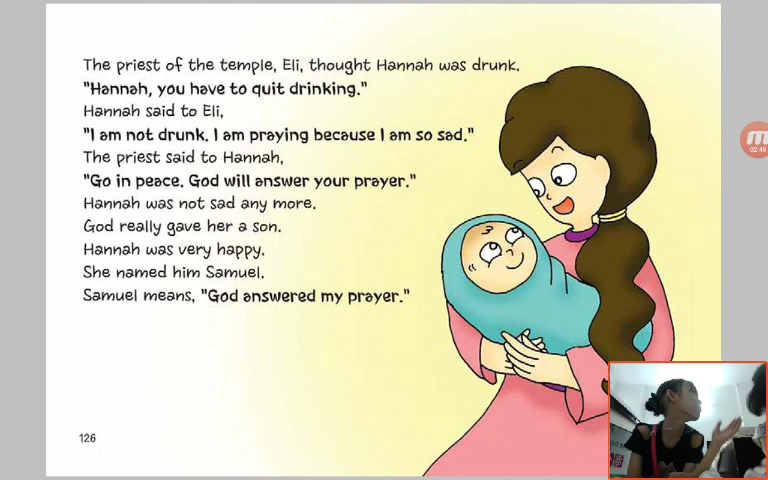 The priest of the temple, Eli, thought Hannah was drunk.
"Hannah, you have to quit drinking."
Hannah said to Eli,
"I am not drunk. I am praying because I am so sad."
The priest said to Hannah,
"Go in peace. God will answer your prayer."
Hannah was not sad any more.
God really gave her a son.
Hannah was very happy.
She named him Samuel.
Samuel means, "God answered my prayer."
126
02:49